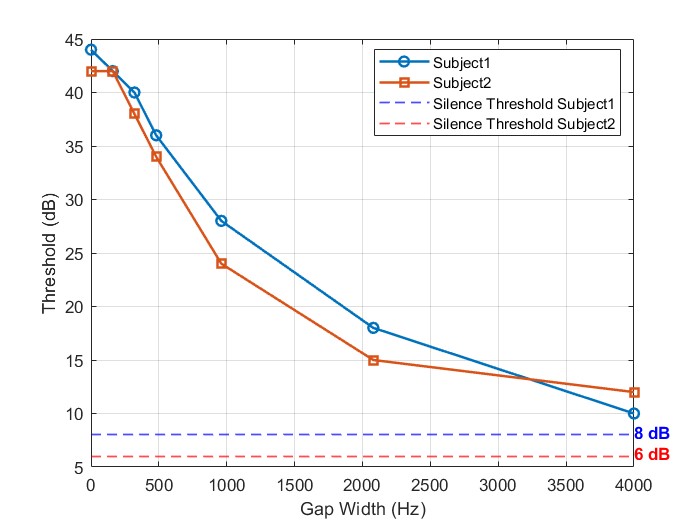 45
40
35
30
25
20
15
10
5
Threshold (dB)
Subject1
Subject2
Silence Threshold Subject1
Silence Threshold Subject2
8 dB
6 dB
0 500 1000 1500 2000 2500 3000 3500 4000
Gap Width (Hz)